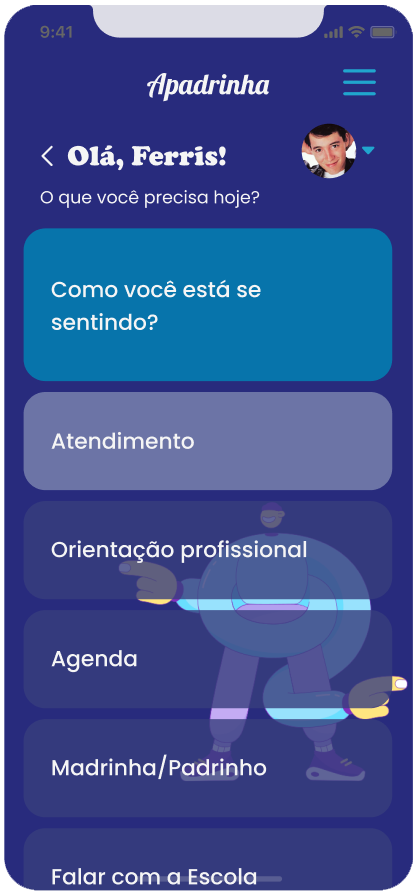 9:41
Apadrinha
Olá, Ferris!
O que você precisa hoje?
Como você está se
sentindo?
Atendimento
Orientação profissional
Agenda
Madrinha/Padrinho
Falar com a Escola